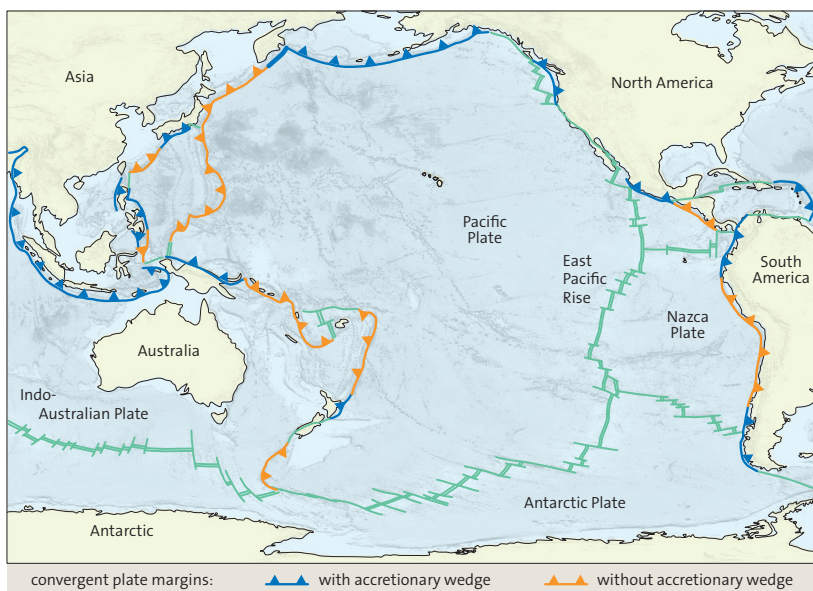 Asia
North America
Pacific
Plate
East
Pacific
Rise
South
America
Nazca
Plate
Australia
Indo-
Australian Plate
Antarctic Plate
Antarctic
convergent plate margins: with accretionary wedge without accretionary wedge